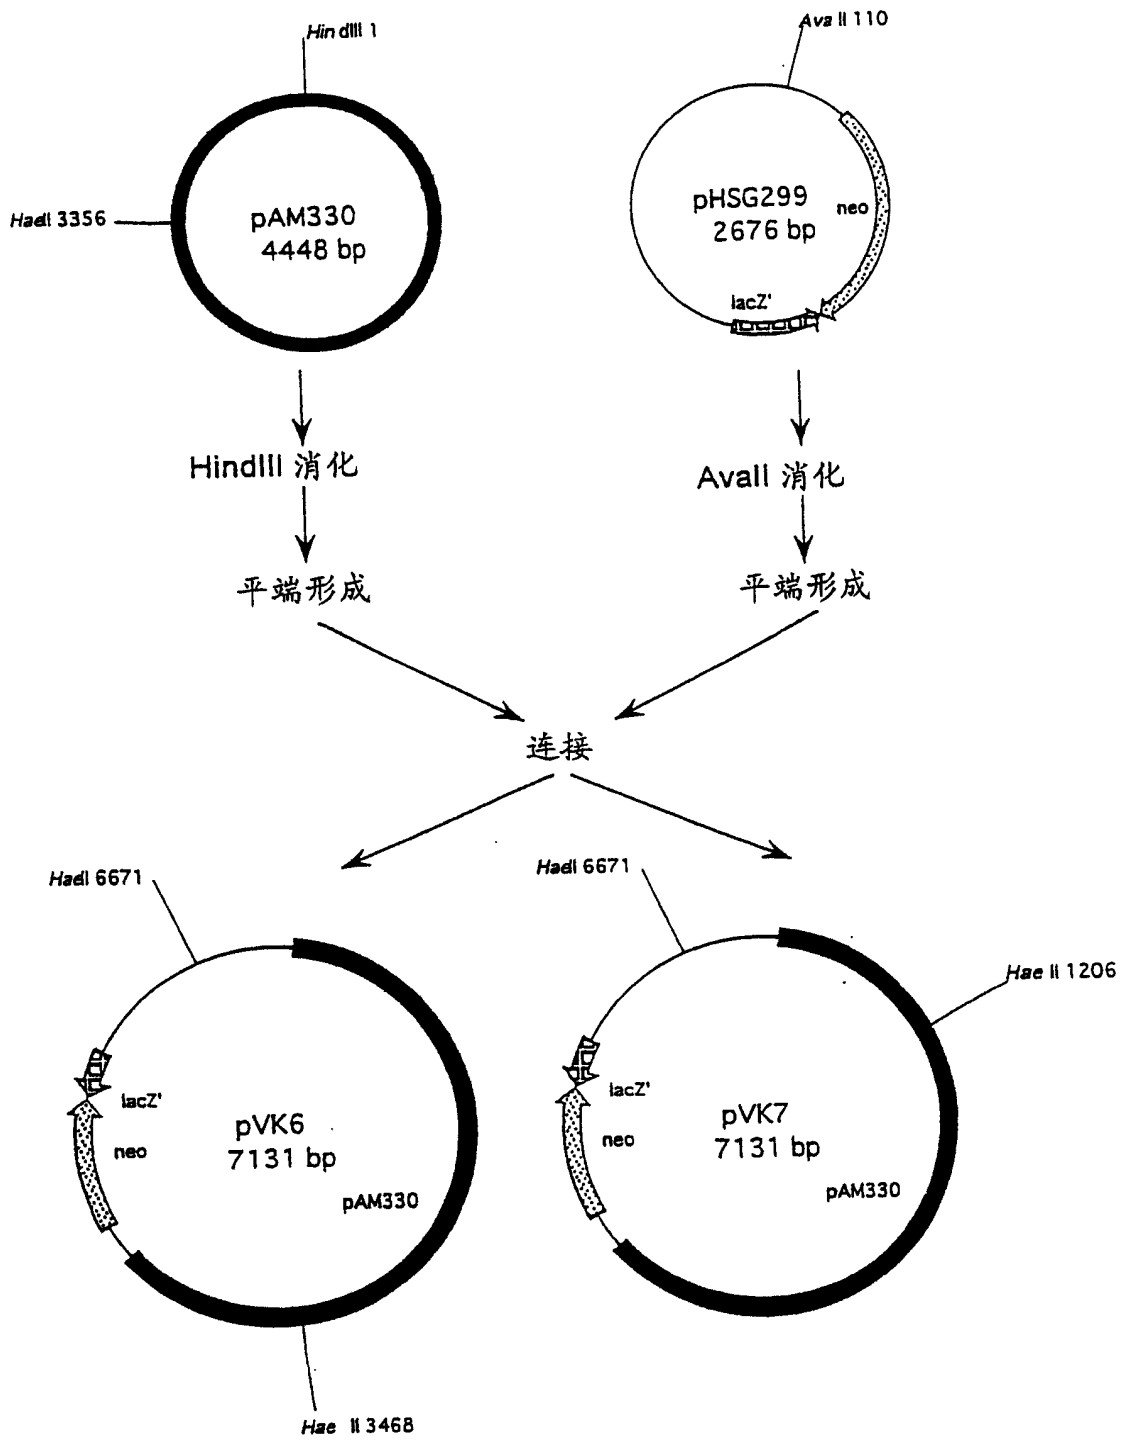 HindIII 1
Ava II 110
HaeII 3356
pAM330
4448 bp
pHSG299
2676 bp
neo
lacZ'
HindIII 消化
AvaII 消化
平端形成
平端形成
连接
HaeII 6671
HaeII 6671
Hae II 1206
lacZ'
neo
pVK6
7131 bp
pAM330
lacZ'
neo
pVK7
7131 bp
pAM330
Hae II 3468